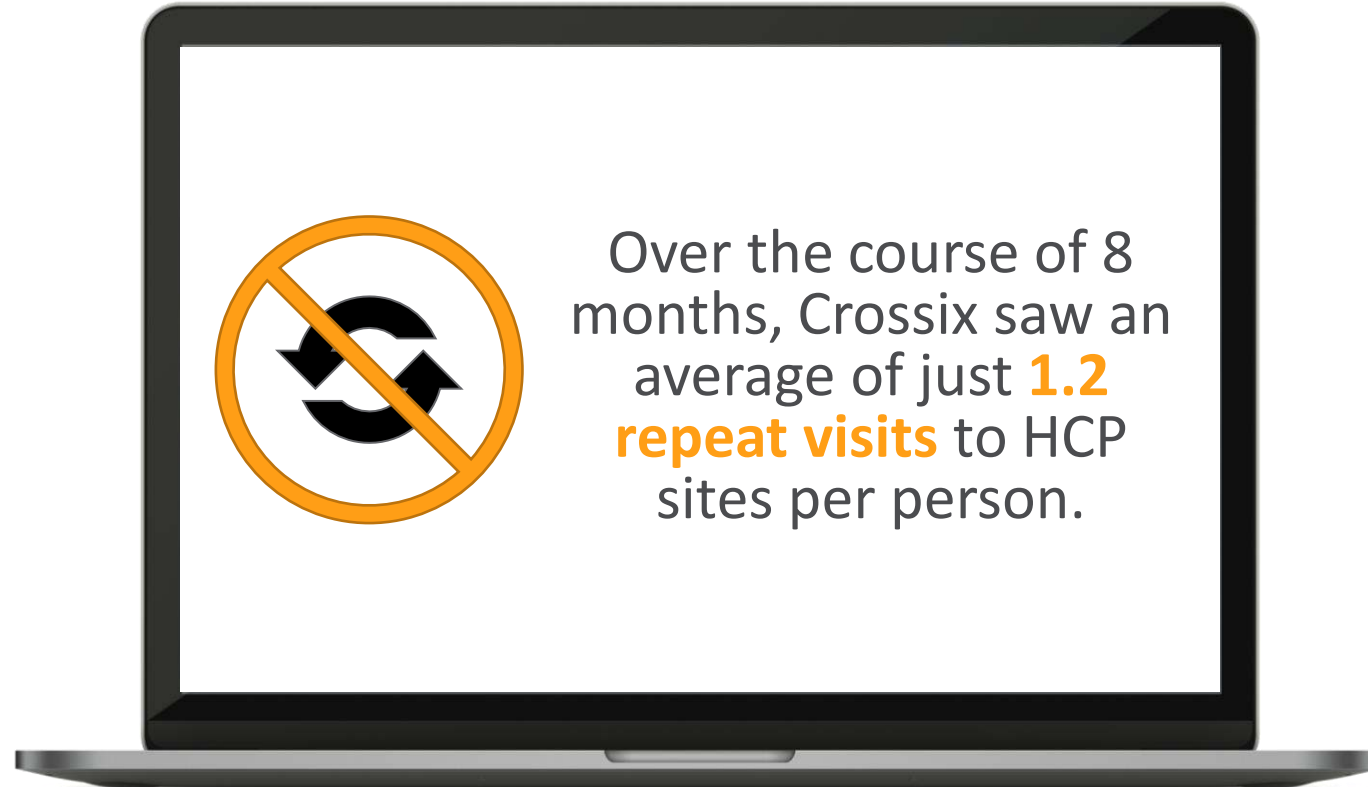 Over the course of 8
months, Crossix saw an
average of just 1.2
repeat visits to HCP
sites per person.